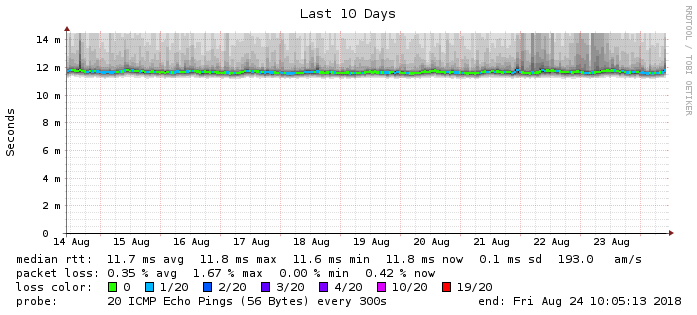 Last 10 Days
RRDTOOL / TOBI OETIKER
Seconds
14 m
12 m
10 m
8 m
6 m
4 m
2 m
0
14 Aug 15 Aug 16 Aug 17 Aug 18 Aug 19 Aug 20 Aug 21 Aug 22 Aug 23 Aug
median rtt: 11.7 ms avg 11.8 ms max 11.6 ms min 11.8 ms now 0.1 ms sd 193.0 am/s
packet loss: 0.35 % avg 1.67 % max 0.00 % min 0.42 % now
loss color: 0 1/20 2/20 3/20 4/20 10/20 19/20
probe: 20 ICMP Echo Pings (56 Bytes) every 300s end: Fri Aug 24 10:05:13 2018